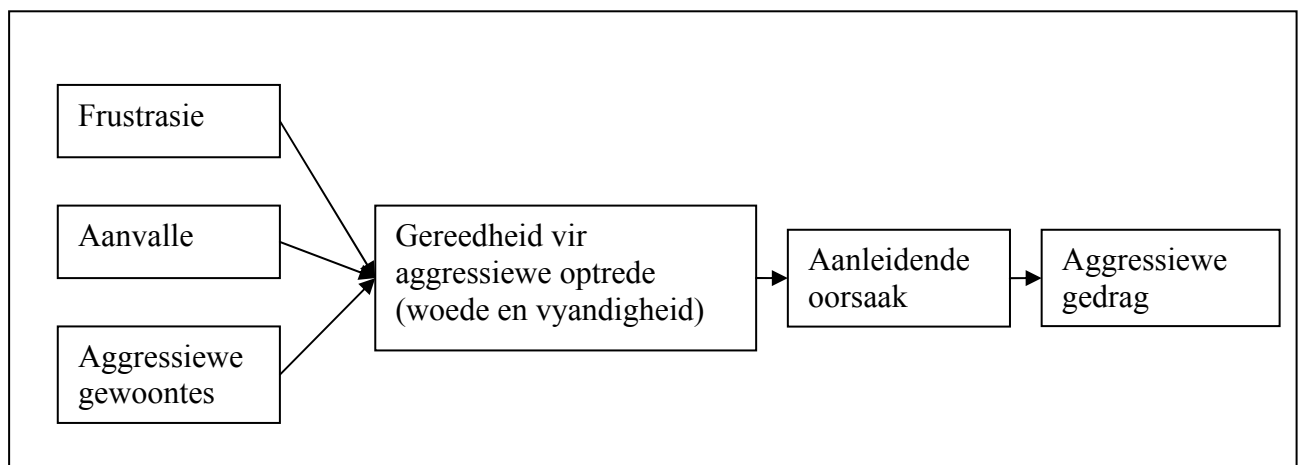 Frustrasie
Aanvalle
Aggressiewe
gewoontes
Gereedheid vir
aggressiewe optrede
(woede en vyandigheid)
Aanleidende
oorsaak
Aggressiewe
gedrag